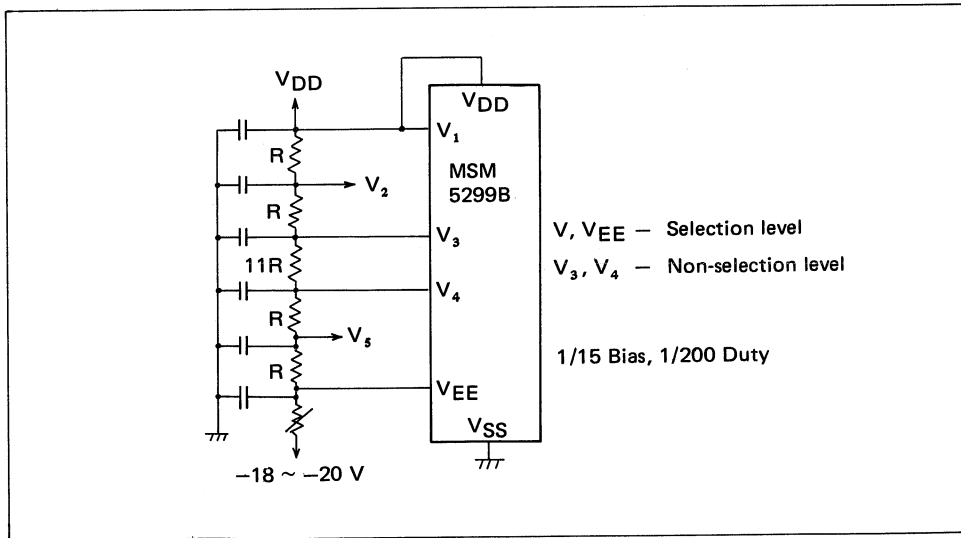 VDD
VDD
V1
R
MSM
5299B
V2
R
V, VEE – Selection level
V3
V3, V4 – Non-selection level
11R
V4
R
V5
1/15 Bias, 1/200 Duty
R
VEE
VSS
–18 ~ –20 V